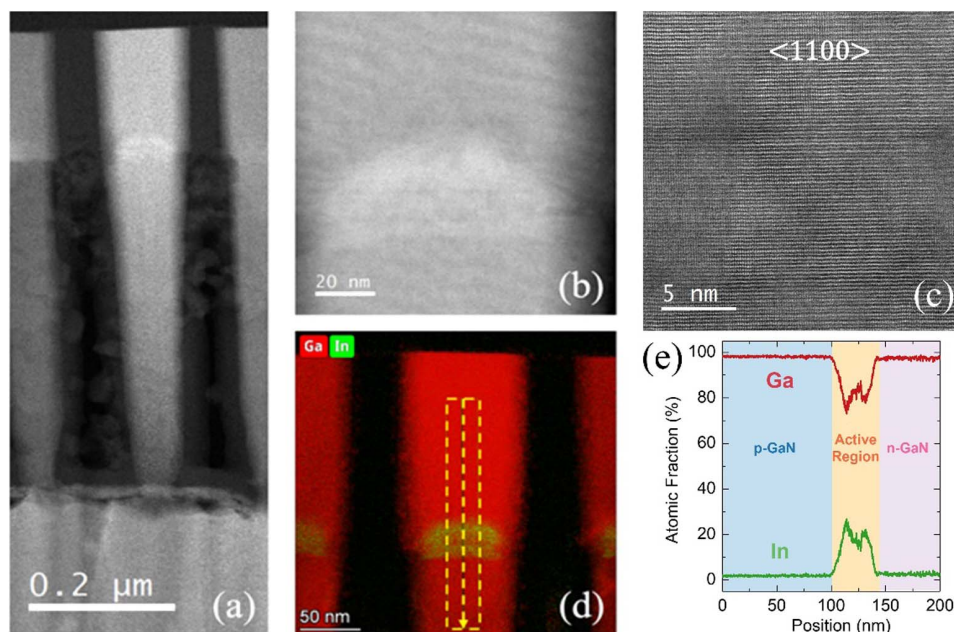 0.2 µm
(a)
20 nm
(b)
<1100>
5 nm
(c)
Ga In
50 nm
(d)
(e)
100
80
60
40
20
0
Atomic Fraction (%)
Ga
p-GaN
Active
Region
n-GaN
In
0 50 100 150 200
Position (nm)